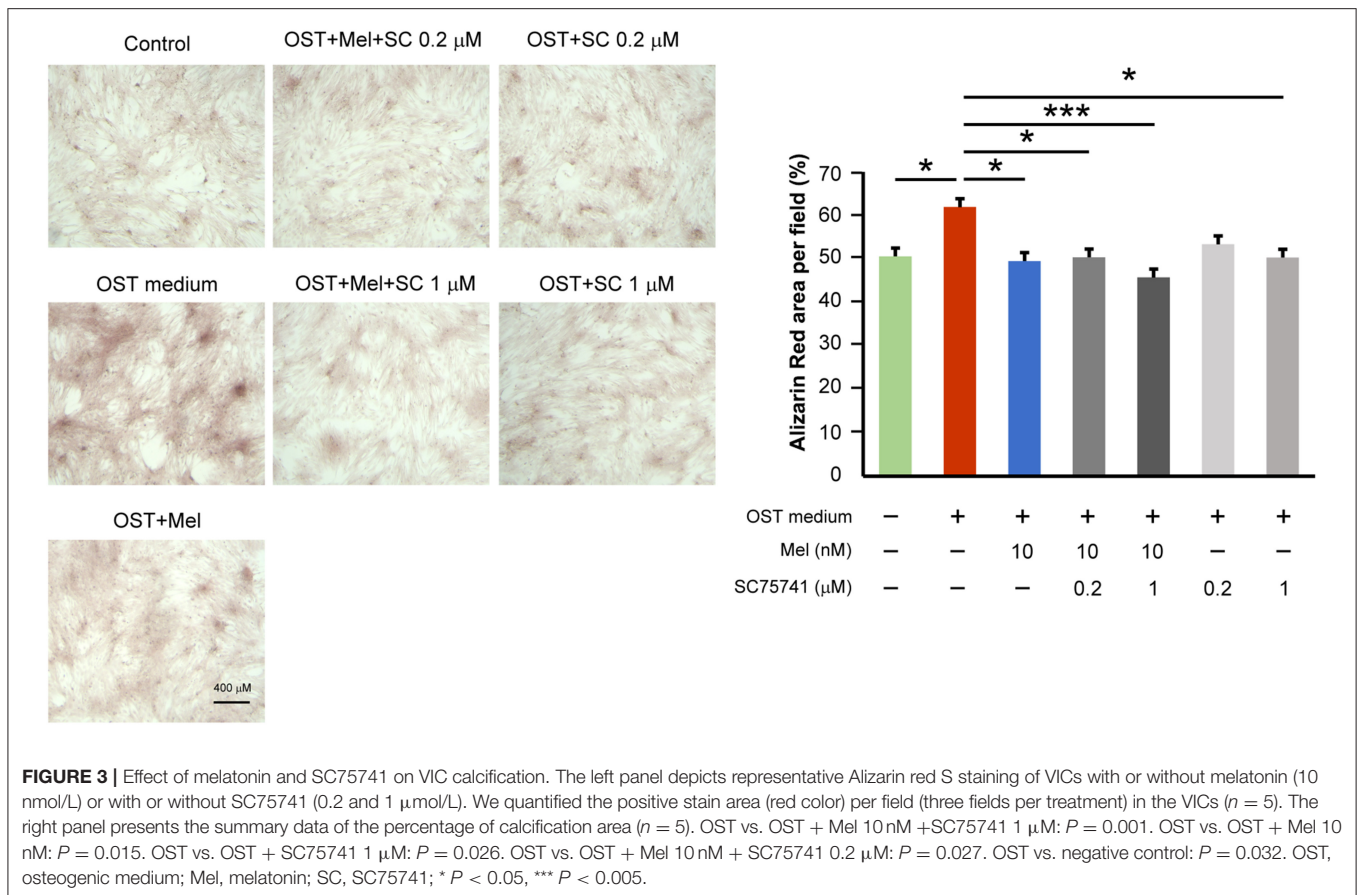 Control
OST+Mel+SC 0.2 μM
OST+SC 0.2 μM
OST medium
OST+Mel+SC 1 μM
OST+SC 1 μM
OST+Mel
400 μM
*
***
*
* *
Alizarin Red area per field (%)
70
60
50
40
30
20
10
0
OST medium − + + + + + +
Mel (nM) − − 10 10 10 − −
SC75741 (μM) − − − 0.2 1 0.2 1
FIGURE 3 | Effect of melatonin and SC75741 on VIC calcification. The left panel depicts representative Alizarin red S staining of VICs with or without melatonin (10
nmol/L) or with or without SC75741 (0.2 and 1 μmol/L). We quantified the positive stain area (red color) per field (three fields per treatment) in the VICs (n = 5). The
right panel presents the summary data of the percentage of calcification area (n = 5). OST vs. OST + Mel 10 nM +SC75741 1 μM: P = 0.001. OST vs. OST + Mel 10
nM: P = 0.015. OST vs. OST + SC75741 1 μM: P = 0.026. OST vs. OST + Mel 10 nM + SC75741 0.2 μM: P = 0.027. OST vs. negative control: P = 0.032. OST,
osteogenic medium; Mel, melatonin; SC, SC75741; * P < 0.05, *** P < 0.005.